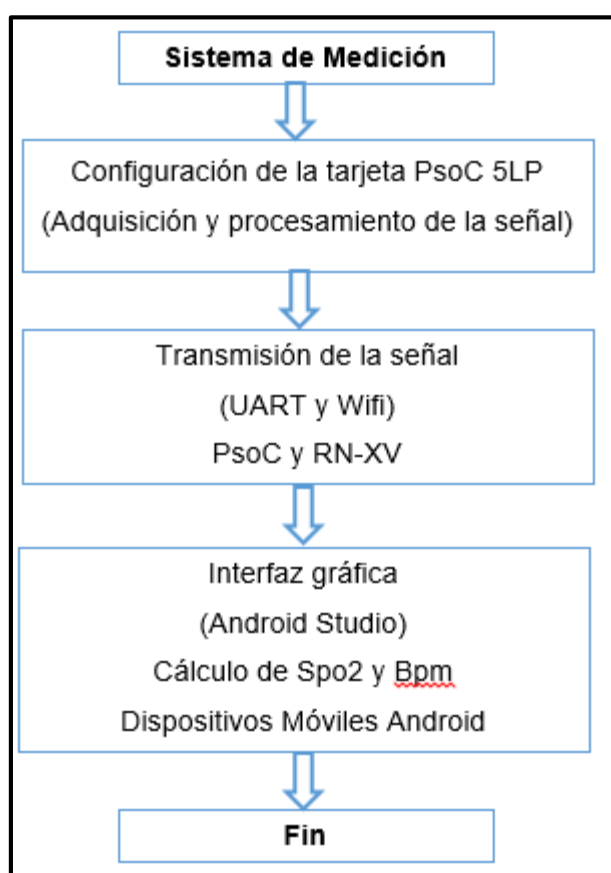 Sistema de Medición
Configuración de la tarjeta PsoC 5LP
(Adquisición y procesamiento de la señal)
Transmisión de la señal
(UART y Wifi)
PsoC y RN-XV
Interfaz gráfica
(Android Studio)
Cálculo de Spo2 y Bpm
Dispositivos Móviles Android
Fin